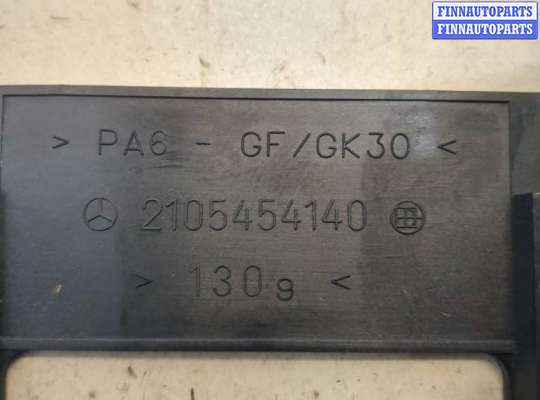 FINNAUTOPARTS
FINNAUTOPARTS
> PA6 - GF/GK30 <
2105454140
> 130g <